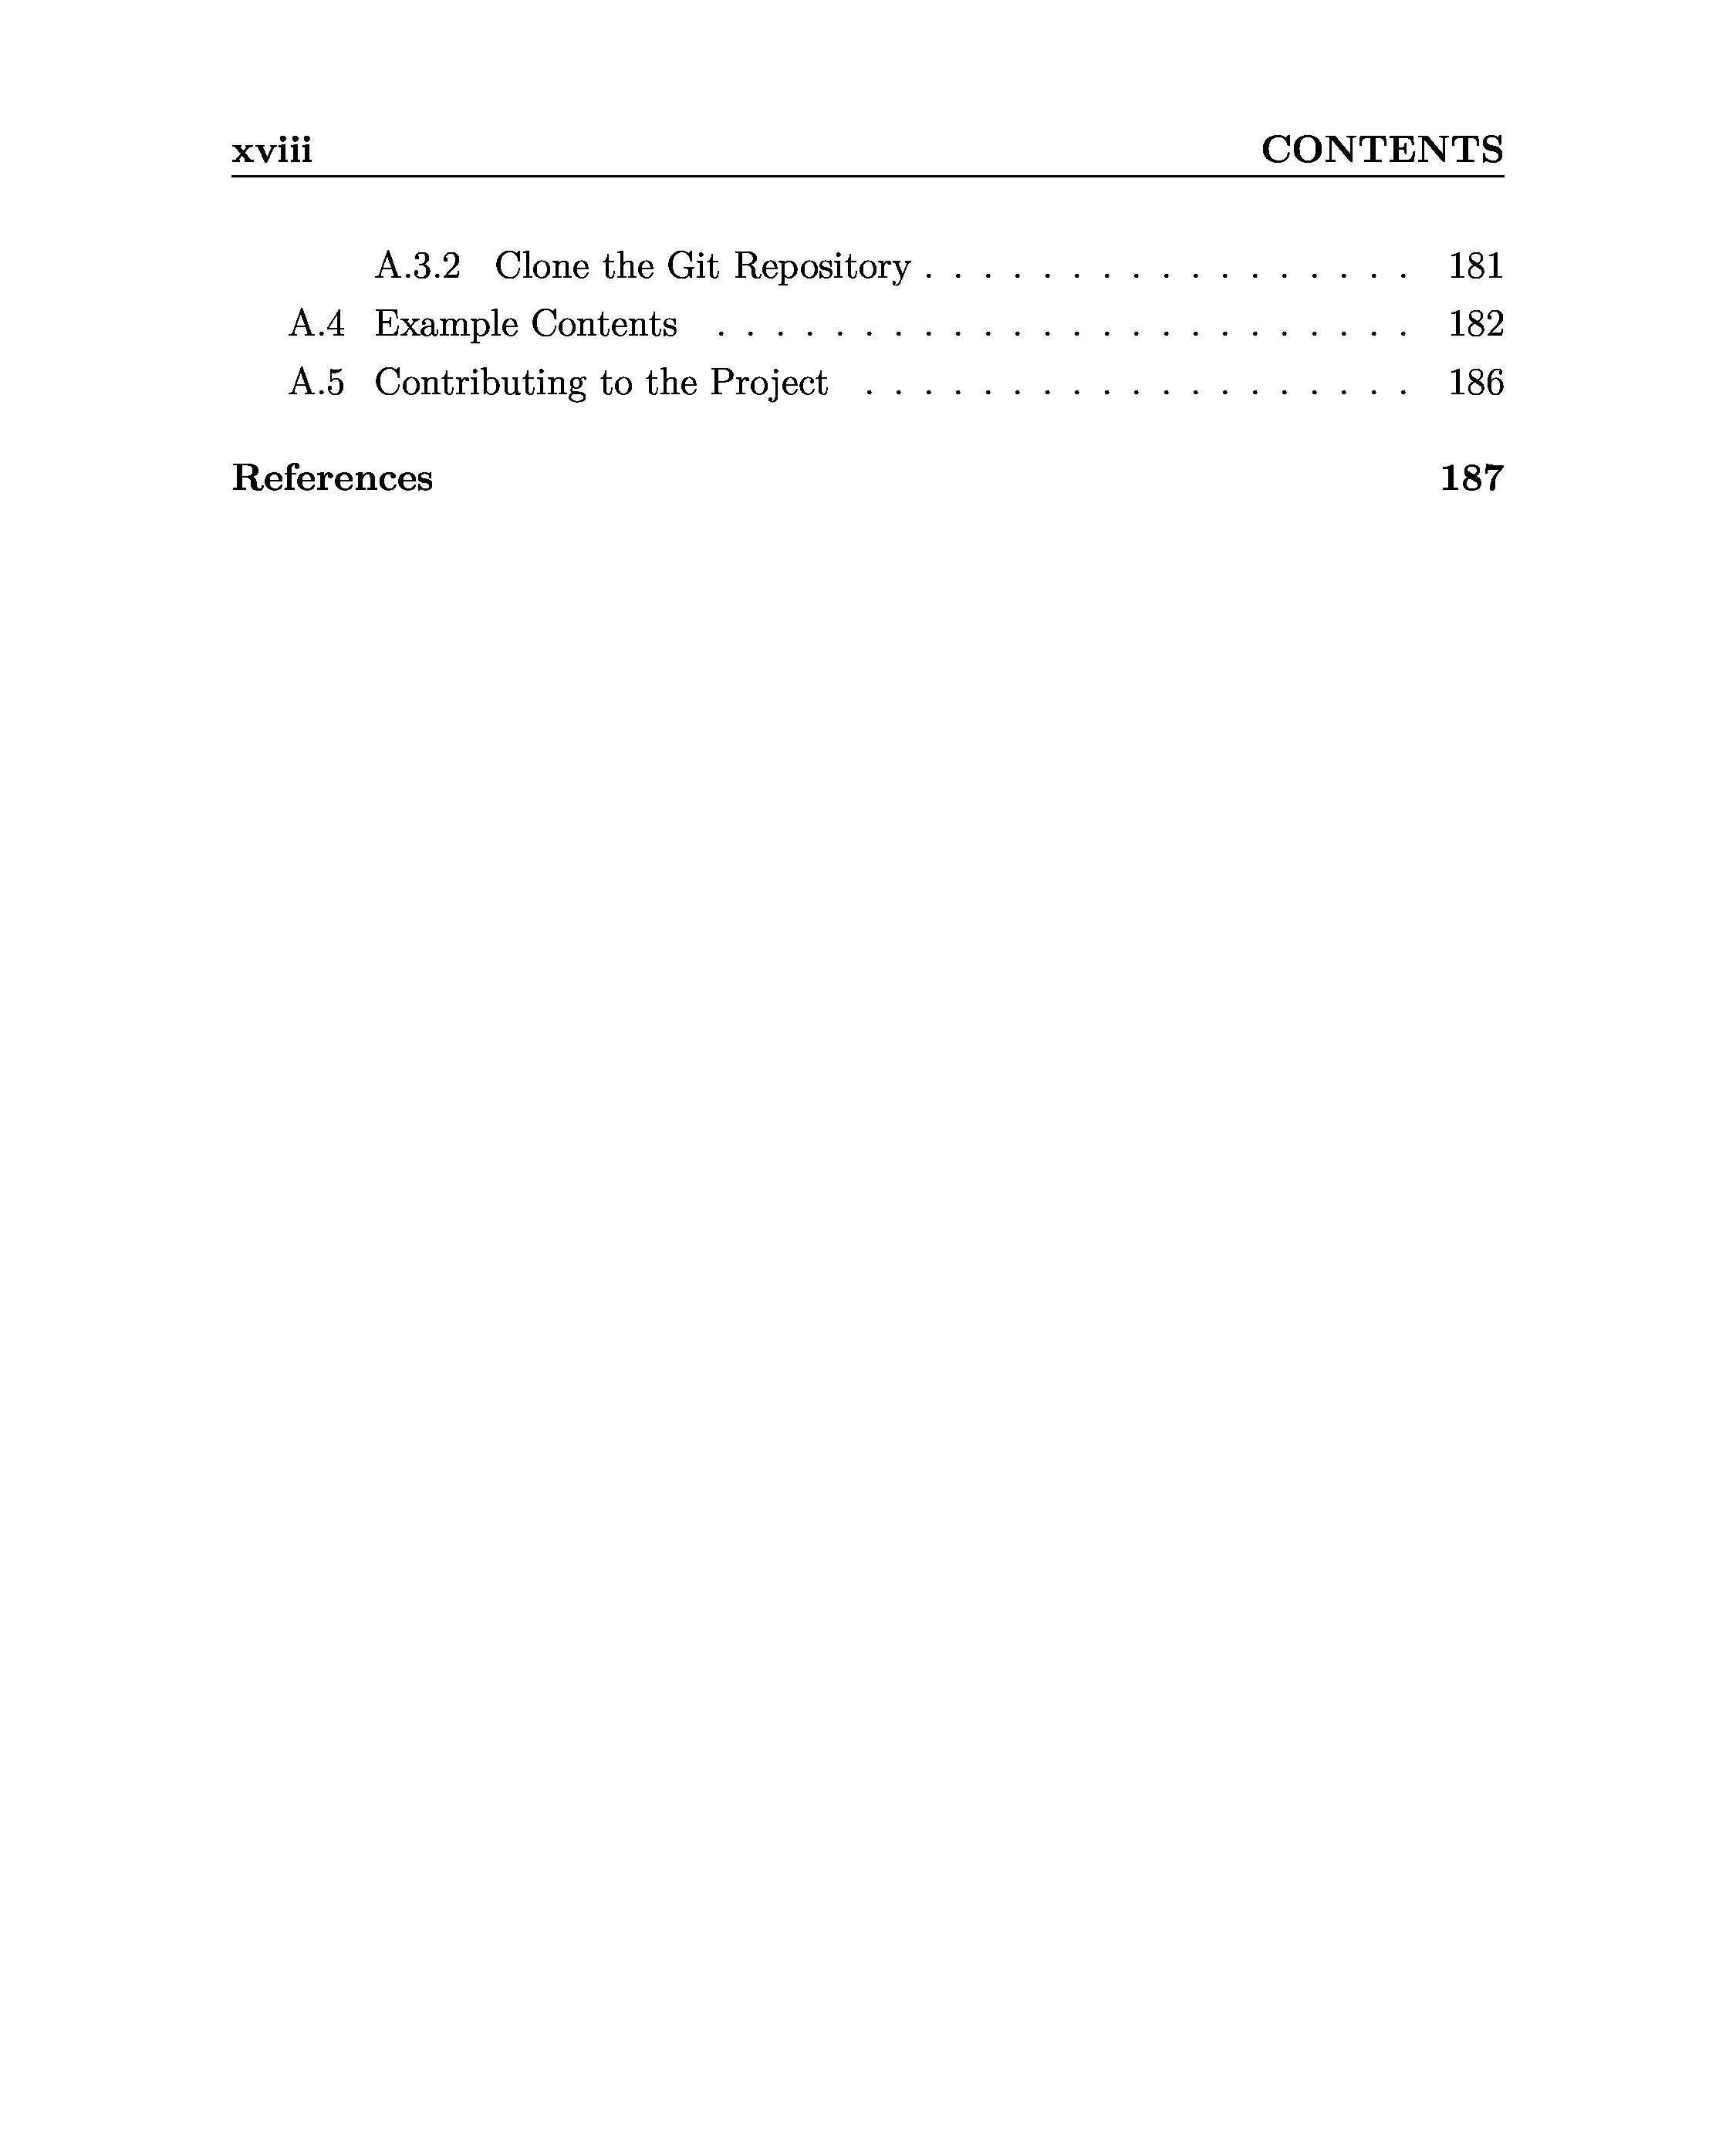 xviii CONTENTS
A.3.2 Clone the Git Repository . . . . . . . . . . . . . . . . . 181
A.4 Example Contents . . . . . . . . . . . . . . . . . . . . . . . . 182
A.5 Contributing to the Project . . . . . . . . . . . . . . . . . . . 186
References 187